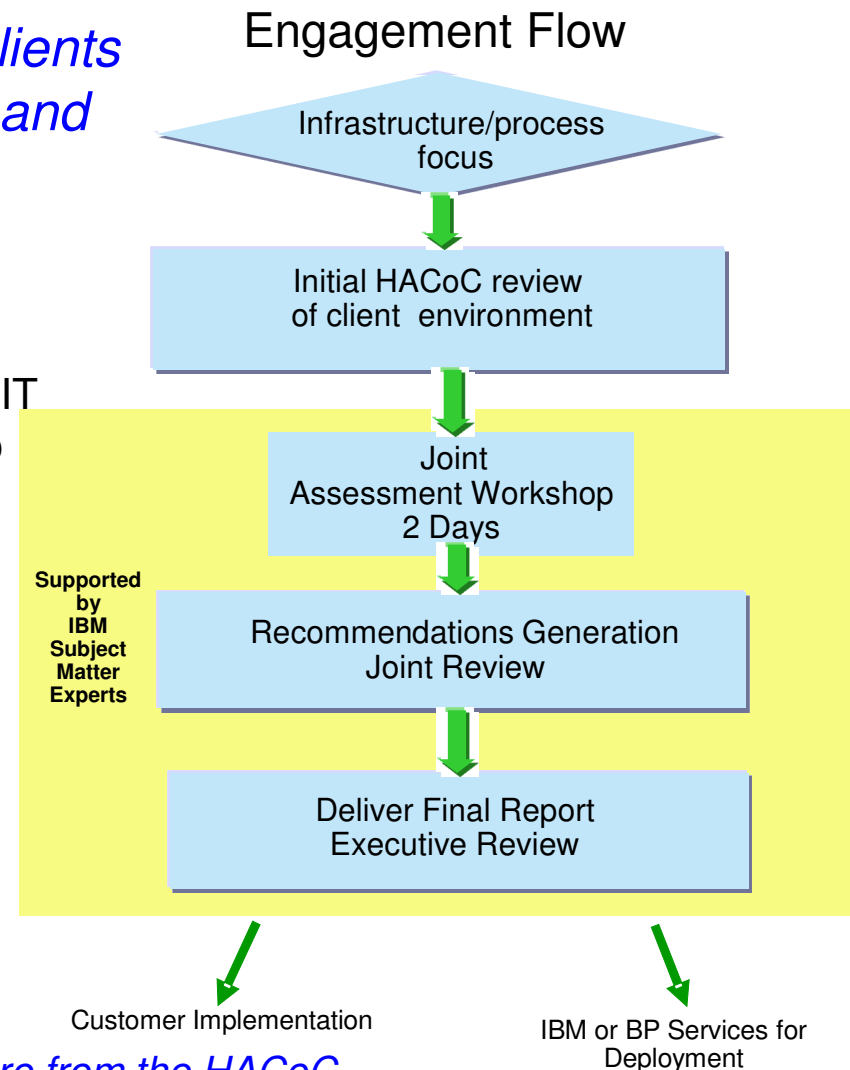 Engagement Flow
and
Infrastructure/process
focus
Initial HACoC review
of client environment
IT
Joint
Assessment Workshop
2 Days
Supported
by
IBM
Subject
Matter
Experts
Recommendations Generation
Joint Review
Deliver Final Report
Executive Review
Customer Implementation
IBM or BP Services for
Deployment
from the HACoC